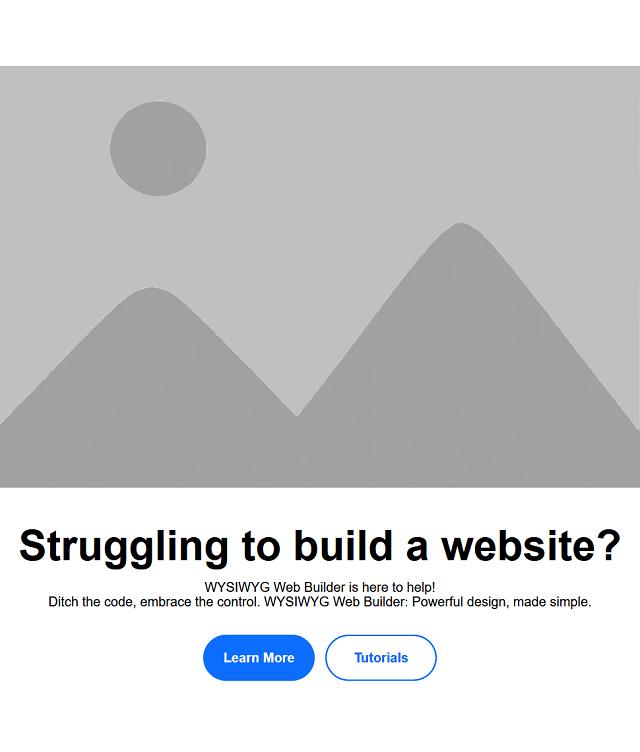 Struggling to build a website?
WYSIWYG Web Builder is here to help!
Ditch the code, embrace the control. WYSIWYG Web Builder: Powerful design, made simple.
Learn More
Tutorials